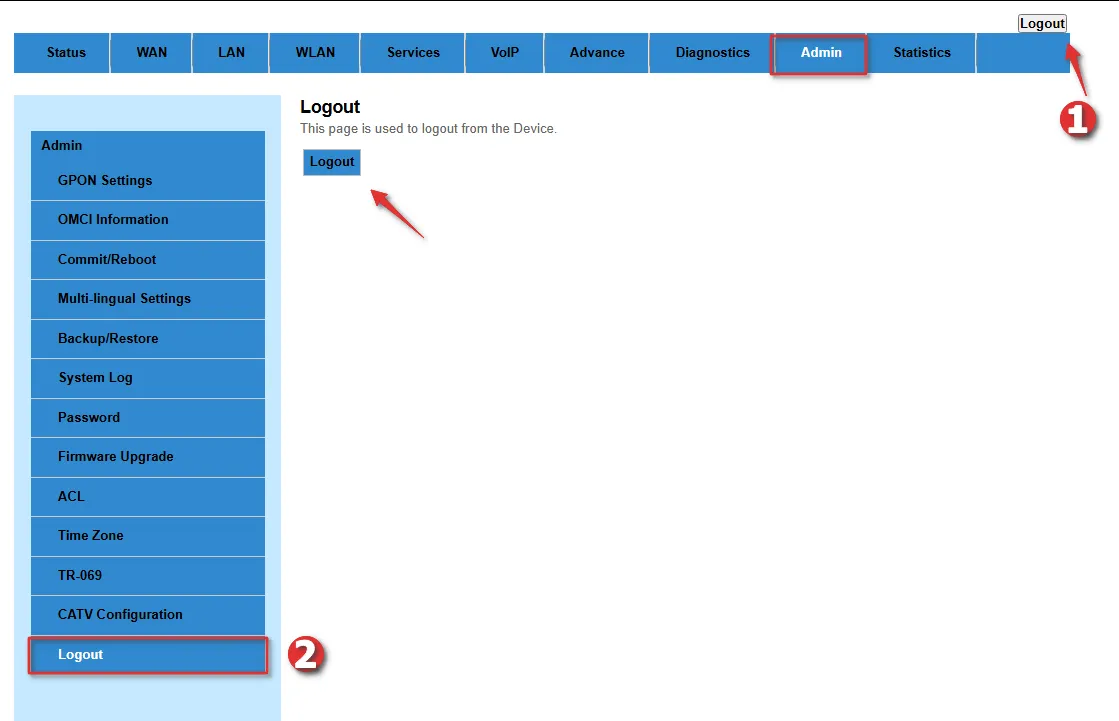 Logout
Status WAN LAN WLAN Services VoIP Advance Diagnostics Admin Statistics
1
Admin
GPON Settings
OMCI Information
Commit/Reboot
Multi-lingual Settings
Backup/Restore
System Log
Password
Firmware Upgrade
ACL
Time Zone
TR-069
CATV Configuration
Logout
2
Logout
This page is used to logout from the Device.
Logout